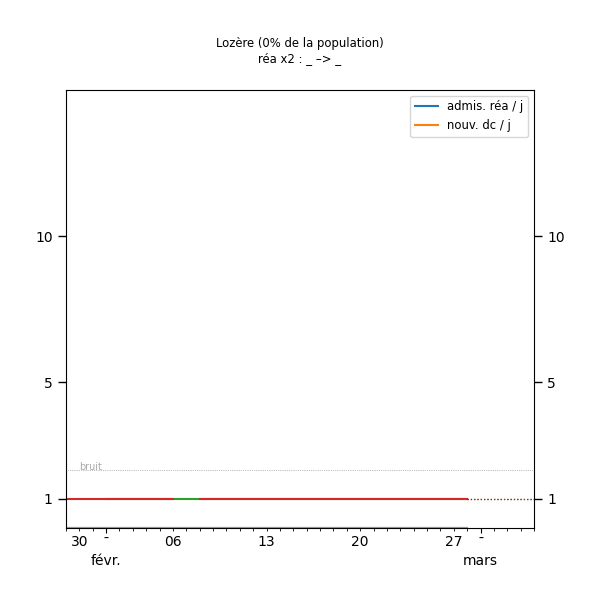 Lozère (0% de la population)
réa x2 : _ –> _
admis. réa / j
nouv. dc / j
10 10
5 5
bruit
1 1
30 - 06 13 20 27 -
févr. mars